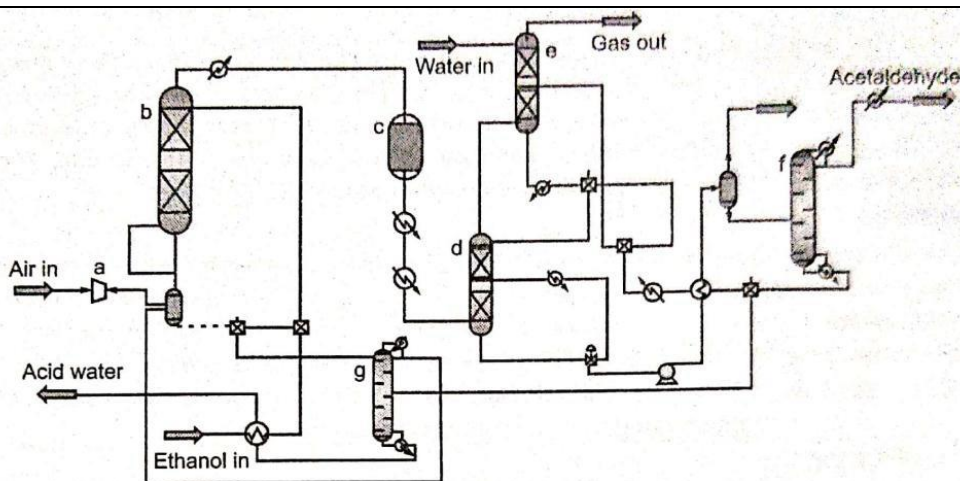 Water in
e
Gas out
Acetaldehyde
b
c
f
d
Air in
a
Acid water
g
Ethanol in